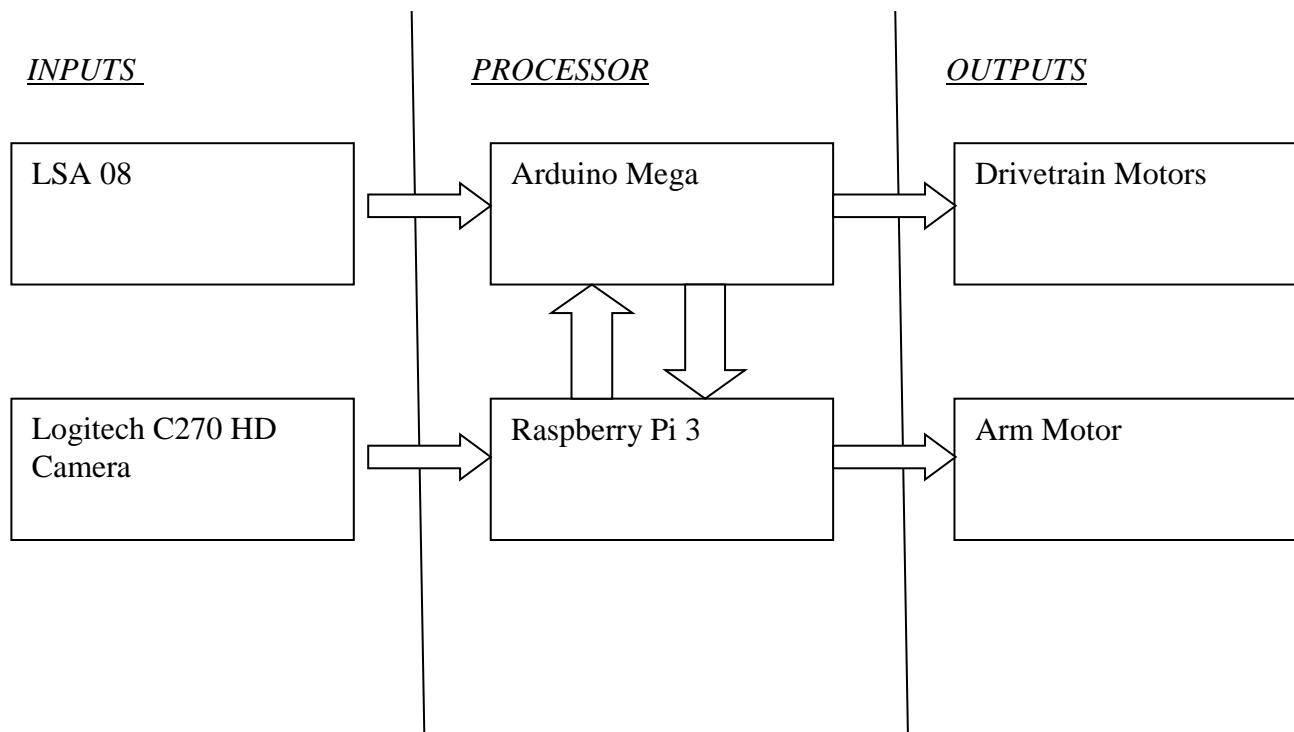 INPUTS
PROCESSOR
OUTPUTS
LSA 08
Arduino Mega
Drivetrain Motors
Logitech C270 HD
Camera
Raspberry Pi 3
Arm Motor